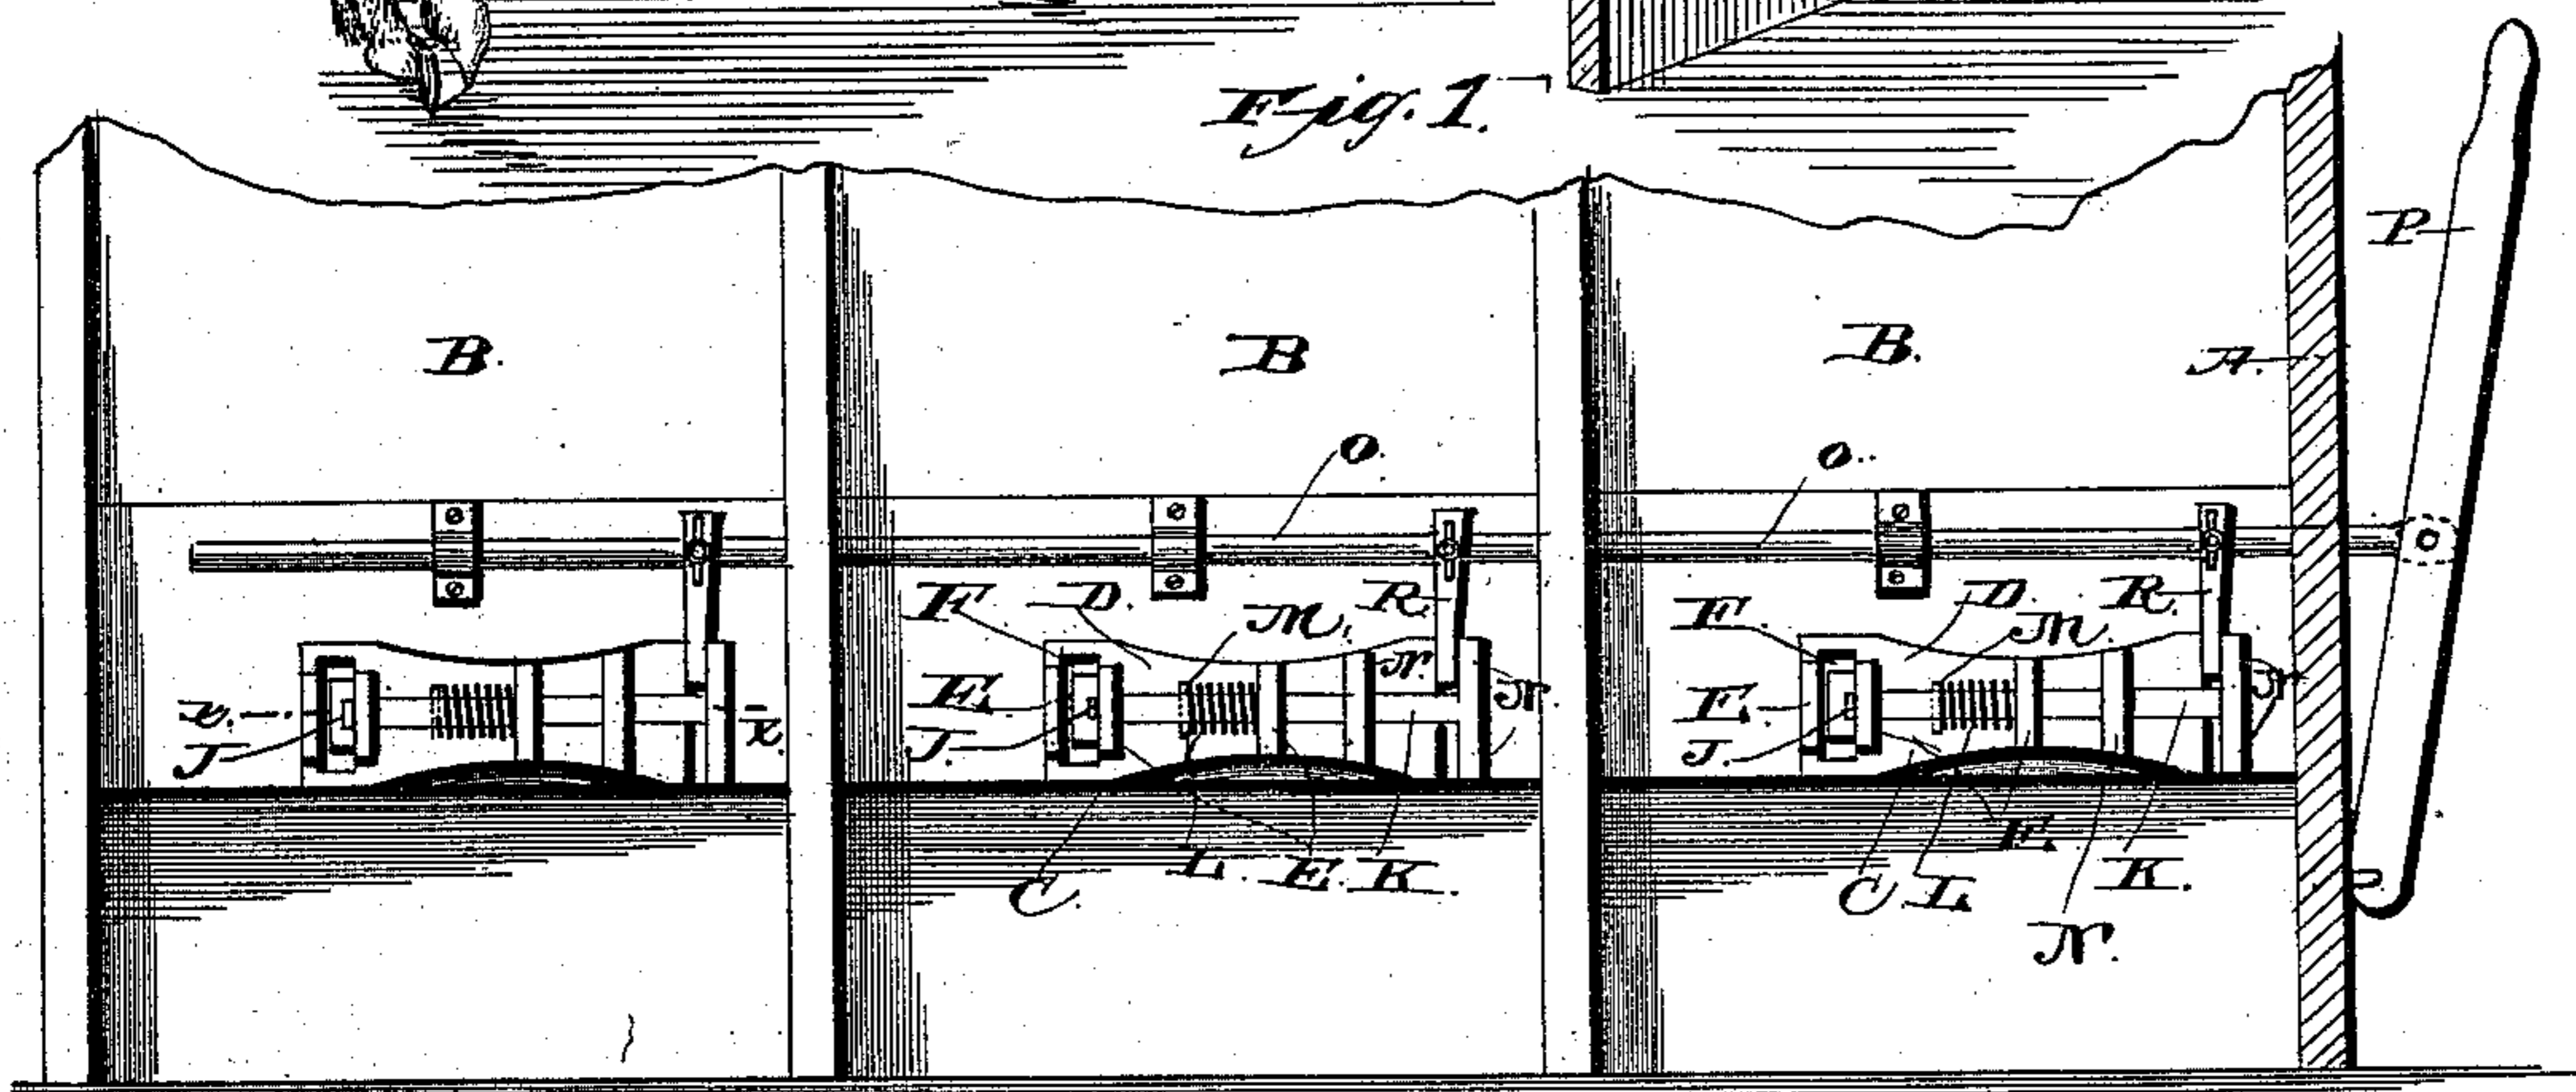 Fig. 1.
P
B.
B
B.
A.
O.
O.
F
D.
M.
R.
F.
D.
M.
R.
N.
E.
N.
E.
x.
J
J.
x.
J.
L.
E.
K.
C.
E.
K.
C
L.
N.